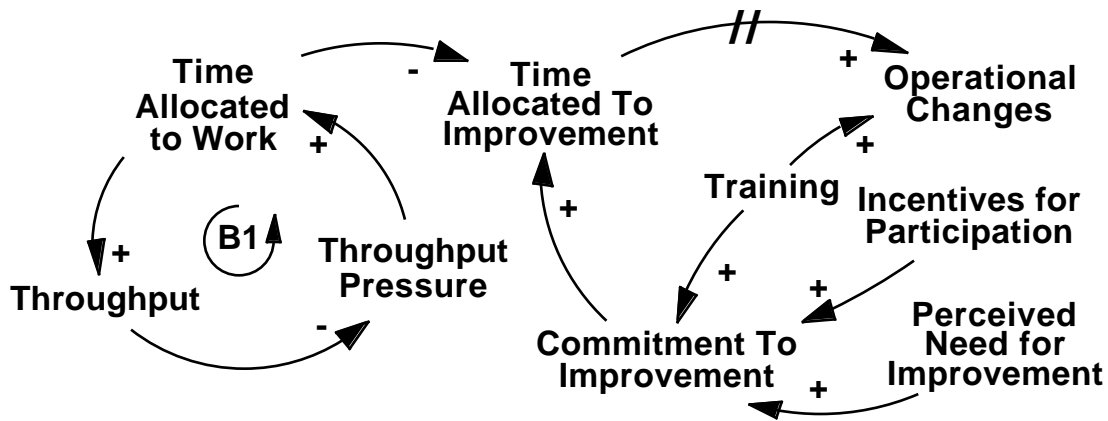 Time
Allocated
to Work
+
-
Time
Allocated To
Improvement
//
+
Operational
Changes
+
Training
Incentives for
Participation
+
B1
Throughput
Pressure
+
Throughput
-
+
+
Commitment To
Improvement
Perceived
Need for
Improvement
+